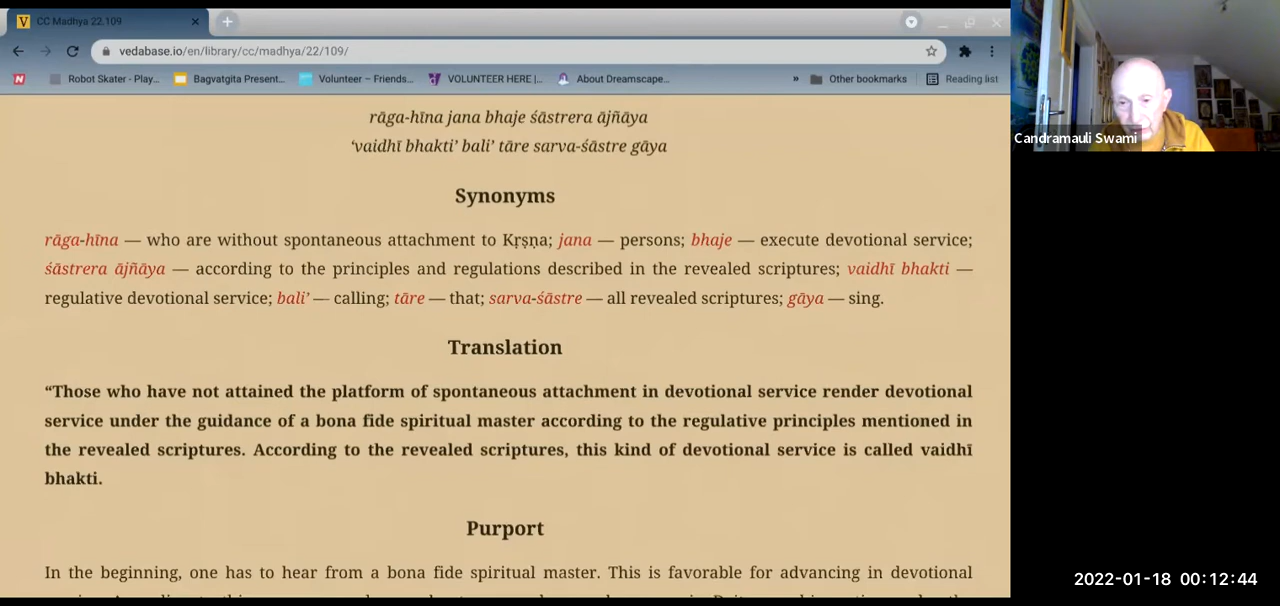 CC Madhya 22.109
vedabase.io/en/library/cc/madhya/22/109/
Robot Skater - Play... Bagvatgita Present... Volunteer – Friends... VOLUNTEER HERE |... About Dreamscape... » Other bookmarks Reading list
rāga-hīna jana bhaje śāstrera ājñāya
‘vaidhī bhakti’ bali’ tāre sarva-śāstre gāya
Synonyms
rāga-hīna — who are without spontaneous attachment to Kṛṣṇa; jana — persons; bhaje — execute devotional service;
śāstrera ājñāya — according to the principles and regulations described in the revealed scriptures; vaidhī bhakti —
regulative devotional service; bali’ — calling; tāre — that; sarva-śāstre — all revealed scriptures; gāya — sing.
Translation
“Those who have not attained the platform of spontaneous attachment in devotional service render devotional
service under the guidance of a bona fide spiritual master according to the regulative principles mentioned in
the revealed scriptures. According to the revealed scriptures, this kind of devotional service is called vaidhī
bhakti.
Purport
In the beginning, one has to hear from a bona fide spiritual master. This is favorable for advancing in devotional
Candramauli Swami
2022-01-18 00:12:44